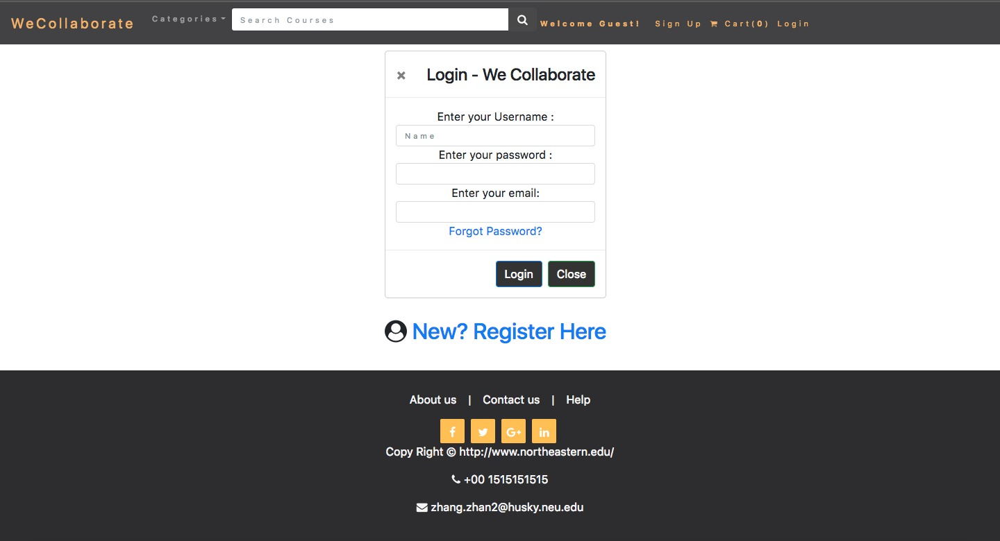 WeCollaborate Categories Search Courses Welcome Guest! Sign Up Cart(0) Login
Login - We Collaborate
Enter your Username :
Name
Enter your password :
Enter your email:
Forgot Password?
Login Close
New? Register Here
About us | Contact us | Help
Copy Right © http://www.northeastern.edu/
+00 1515151515
zhang.zhan2@husky.neu.edu